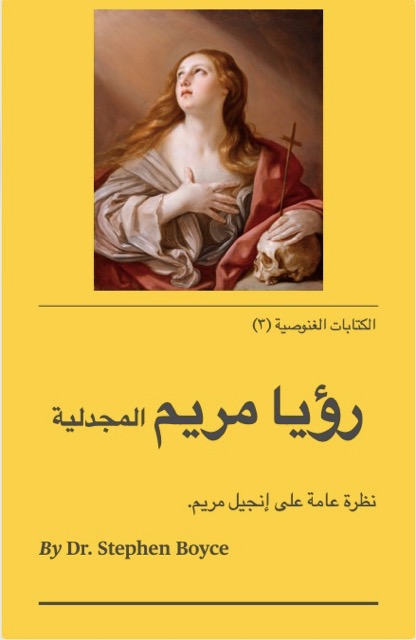 الكتابات الغنوصية (٣)
رؤيا مريم المجدلية
نظرة عامة على إنجيل مريم.
By Dr. Stephen Boyce